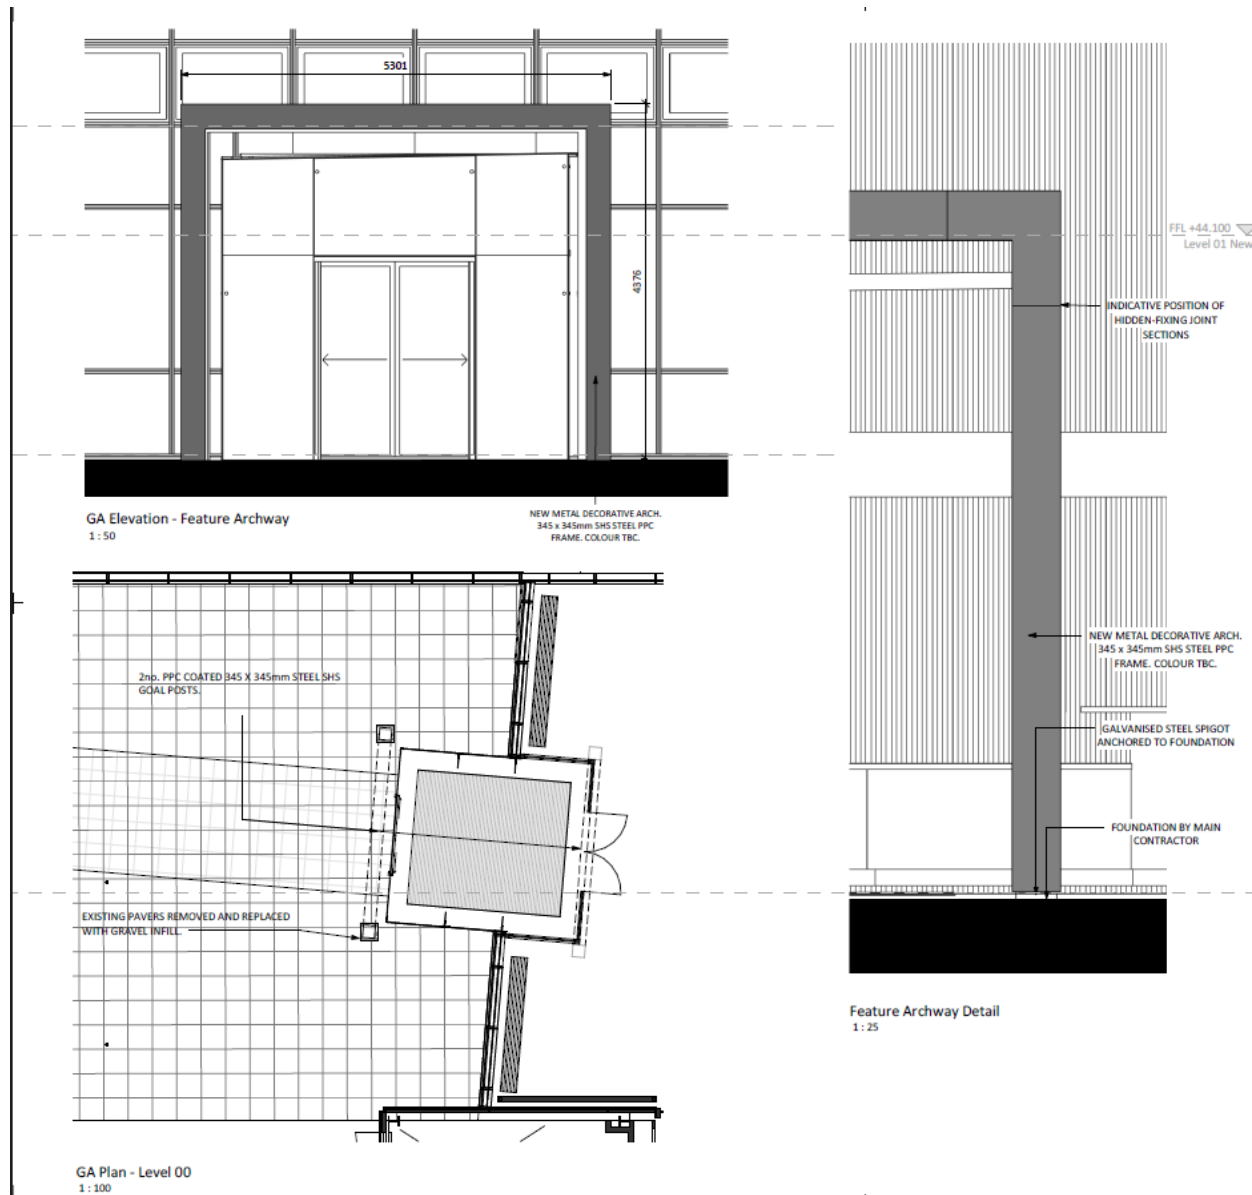 5301
4376
GA Elevation - Feature Archway
1 : 50
NEW METAL DECORATIVE ARCH.
345 x 345mm SHS STEEL PPC
FRAME. COLOUR TBC.
2no. PPC COATED 345 X 345mm STEEL SHS
GOAL POSTS.
EXISTING PAVERS REMOVED AND REPLACED
WITH GRAVEL INFILL.
GA Plan - Level 00
1 : 100
FFL +44.100
Level 01 New
INDICATIVE POSITION OF
HIDDEN-FIXING JOINT
SECTIONS
NEW METAL DECORATIVE ARCH.
345 x 345mm SHS STEEL PPC
FRAME. COLOUR TBC.
GALVANISED STEEL SPIGOT
ANCHORED TO FOUNDATION
FOUNDATION BY MAIN
CONTRACTOR
Feature Archway Detail
1 : 25